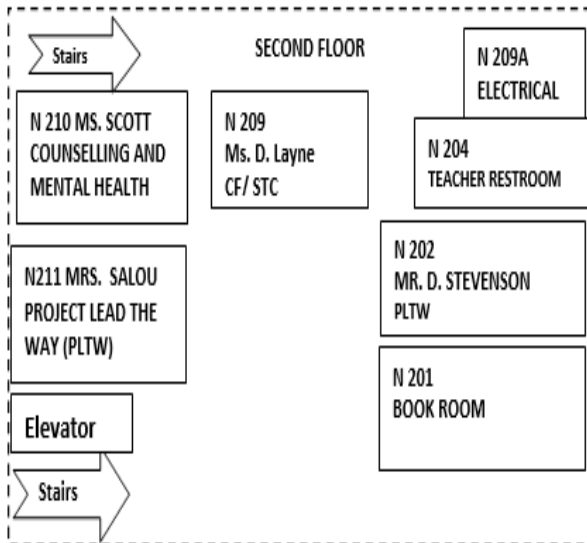 Stairs
SECOND FLOOR
N 209A
ELECTRICAL
N 210 MS. SCOTT
COUNSELLING AND
MENTAL HEALTH
N 209
Ms. D. Layne
CF/ STC
N 204
TEACHER RESTROOM
N211 MRS. SALOU
PROJECT LEAD THE
WAY (PLTW)
N 202
MR. D. STEVENSON
PLTW
N 201
BOOK ROOM
Elevator
Stairs